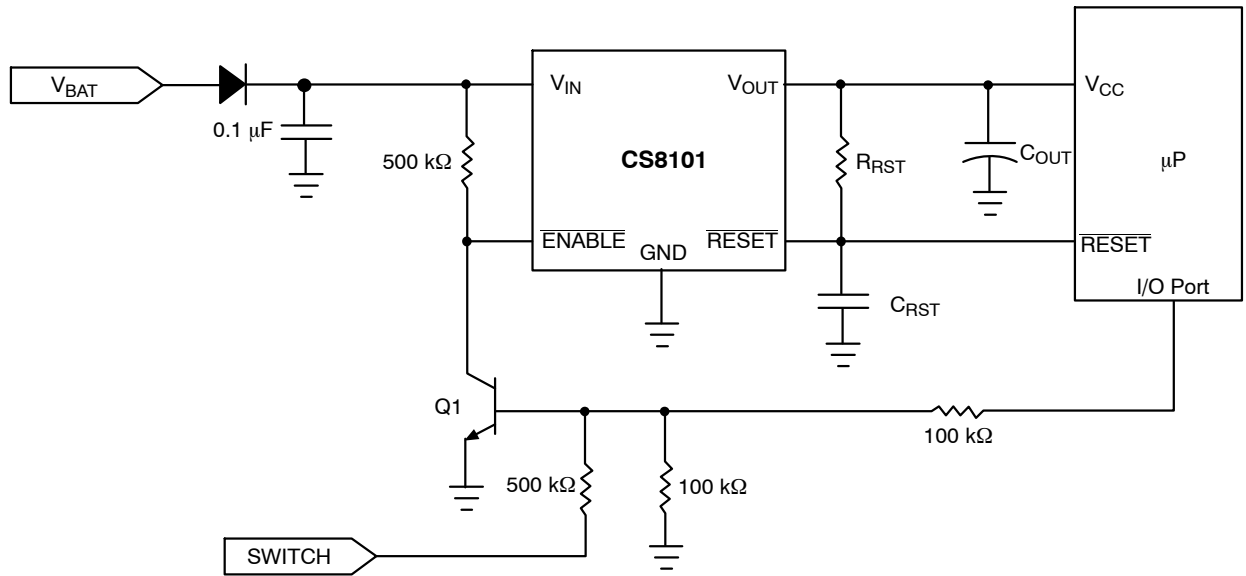 V_BAT
0.1 μF
500 kΩ
V_IN
V_OUT
CS8101
ENABLE
RESET
GND
R_RST
C_OUT
C_RST
V_CC
μP
RESET
I/O Port
Q1
500 kΩ
100 kΩ
100 kΩ
SWITCH